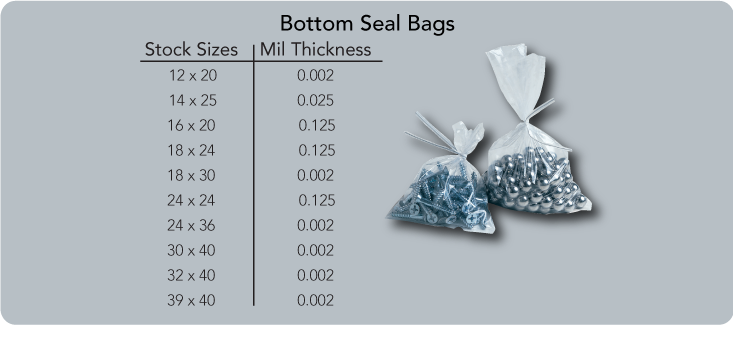 Bottom Seal Bags
Stock Sizes Mil Thickness
12 x 20 0.002
14 x 25 0.025
16 x 20 0.125
18 x 24 0.125
18 x 30 0.002
24 x 24 0.125
24 x 36 0.002
30 x 40 0.002
32 x 40 0.002
39 x 40 0.002